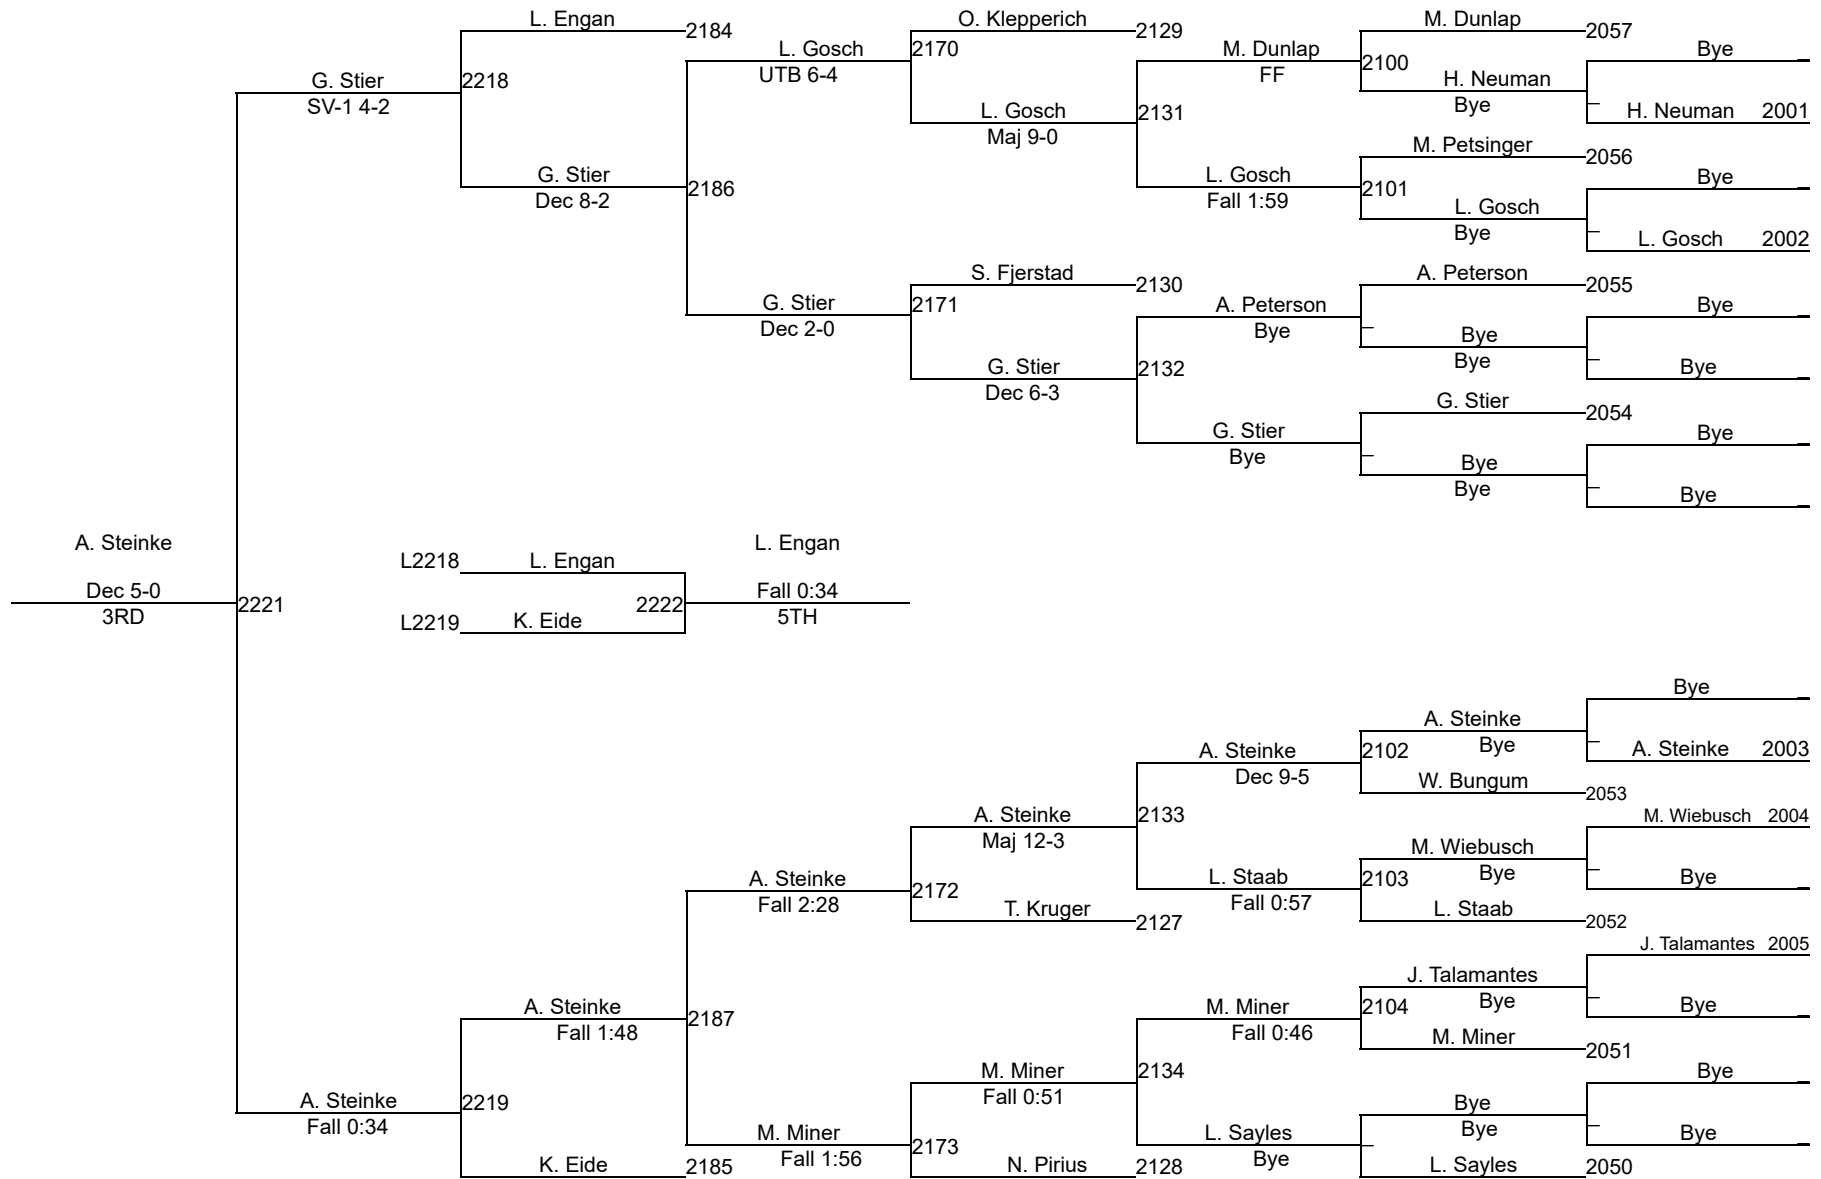 L. Engan
2184
O. Klepperich
2129
M. Dunlap
2057
L. Gosch
2170
M. Dunlap
2100
Bye
UTB 6-4
FF
H. Neuman
Bye
G. Stier
2218
SV-1 4-2
L. Gosch
2131
H. Neuman 2001
Maj 9-0
M. Petsinger
2056
G. Stier
2186
L. Gosch
2101
Bye
Dec 8-2
Fall 1:59
L. Gosch
Bye
L. Gosch 2002
S. Fjerstad
2130
A. Peterson
2055
G. Stier
2171
A. Peterson
Bye
Dec 2-0
Bye
Bye
Bye
G. Stier
2132
Bye
Dec 6-3
G. Stier
2054
G. Stier
Bye
Bye
Bye
Bye
Bye
A. Steinke
L. Engan
L2218
L. Engan
Dec 5-0
2221
3RD
2222
Fall 0:34
5TH
L2219
K. Eide
Bye
A. Steinke
Bye
A. Steinke
2102
A. Steinke 2003
Dec 9-5
W. Bungum
2053
A. Steinke
2133
M. Wiebusch 2004
Maj 12-3
M. Wiebusch
Bye
A. Steinke
2172
L. Staab
2103
Bye
Fall 2:28
Fall 0:57
T. Kruger
2127
L. Staab
2052
J. Talamantes 2005
J. Talamantes
Bye
A. Steinke
2187
M. Miner
2104
Bye
Fall 1:48
Fall 0:46
M. Miner
2051
M. Miner
2134
Bye
Fall 0:51
A. Steinke
2219
Bye
Fall 0:34
Bye
M. Miner
2173
L. Sayles
Bye
Fall 1:56
Bye
K. Eide
2185
N. Pirius
2128
L. Sayles
2050